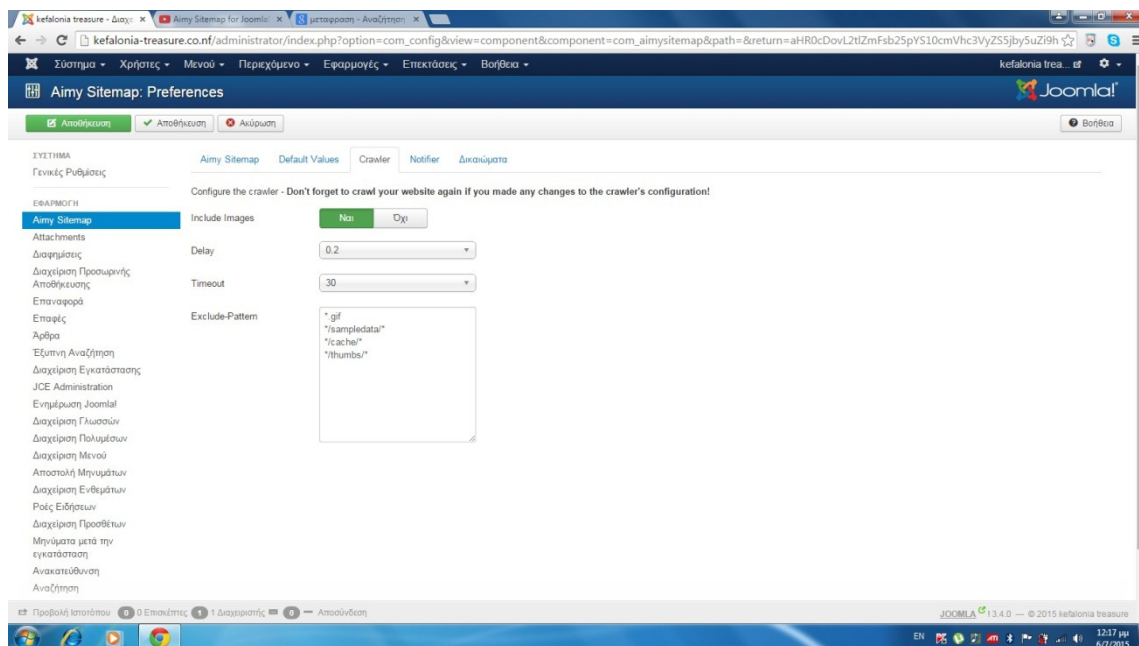 kefalonia treasure - Διαχε
Aimy Sitemap for Joomla!
μεταφραση - Αναζήτηση
kefalonia-treasure.co.nf/administrator/index.php?option=com_config&view=component&component=com_aimysitemap&path=&return=
Σύστημα Χρήστες Μενού Περιεχόμενο Εφαρμογές Επεκτάσεις Βοήθεια kefalonia trea...
Aimy Sitemap: Preferences Joomla!
Αποθήκευση Αποθήκευση Ακύρωση Βοήθεια
ΣΥΣΤΗΜΑ
Γενικές Ρυθμίσεις
ΕΦΑΡΜΟΓΗ
Aimy Sitemap
Attachments
Διαφημίσεις
Διαχείριση Προσωρινής
Αποθήκευσης
Επαναφορά
Επαφές
Άρθρα
Έξυπνη Αναζήτηση
Διαχείριση Εγκατάστασης
JCE Administration
Ενημέρωση Joomla!
Διαχείριση Γλωσσών
Διαχείριση Πολυμέσων
Διαχείριση Μενού
Αποστολή Μηνυμάτων
Διαχείριση Ενθεμάτων
Ροές Ειδήσεων
Διαχείριση Προσθέτων
Μηνύματα μετά την
εγκατάσταση
Ανακατεύθυνση
Αναζήτηση
Aimy Sitemap Default Values Crawler Notifier Δικαιώματα
Configure the crawler - Don't forget to crawl your website again if you made any changes to the crawler's configuration!
Include Images Ναι Όχι
Delay 0.2
Timeout 30
Exclude-Pattern
*.gif
*/sampledata/*
*/cache/*
*/thumbs/*
Προβολή Ιστοτόπου 0 0 Επισκέπτες 1 1 Διαχειριστής 0 Αποσύνδεση
JOOMLA! 3.4.0 — © 2015 kefalonia treasure
EN 12:17 μμ
6/7/2015